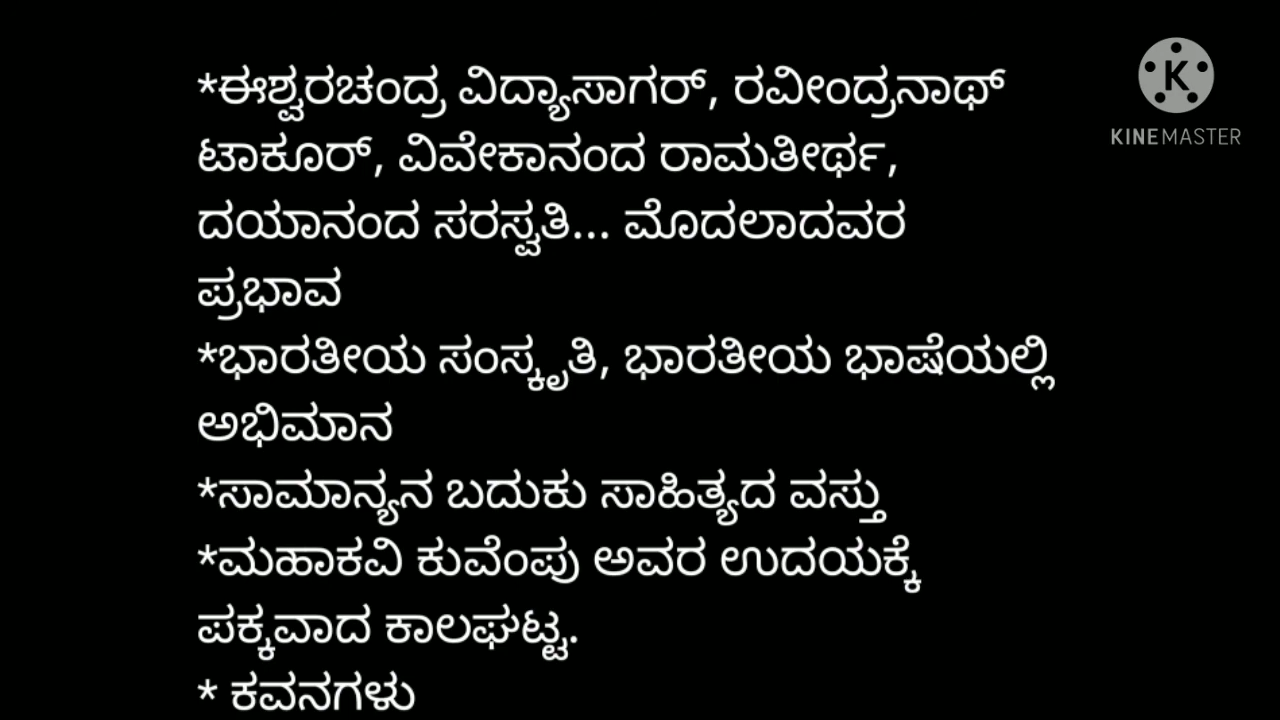 *ಈಶ್ವರಚಂದ್ರ ವಿದ್ಯಾಸಾಗರ್, ರವೀಂದ್ರನಾಥ್
ಟಾಕೂರ್, ವಿವೇಕಾನಂದ ರಾಮತೀರ್ಥ,
ದಯಾನಂದ ಸರಸ್ವತಿ... ಮೊದಲಾದವರ
ಪ್ರಭಾವ
*ಭಾರತೀಯ ಸಂಸ್ಕೃತಿ, ಭಾರತೀಯ ಭಾಷೆಯಲ್ಲಿ
ಅಭಿಮಾನ
*ಸಾಮಾನ್ಯನ ಬದುಕು ಸಾಹಿತ್ಯದ ವಸ್ತು
*ಮಹಾಕವಿ ಕುವೆಂಪು ಅವರ ಉದಯಕ್ಕೆ
ಪಕ್ಕವಾದ ಕಾಲಘಟ್ಟ.
* ಕವನಗಳು
K
KINEMASTER